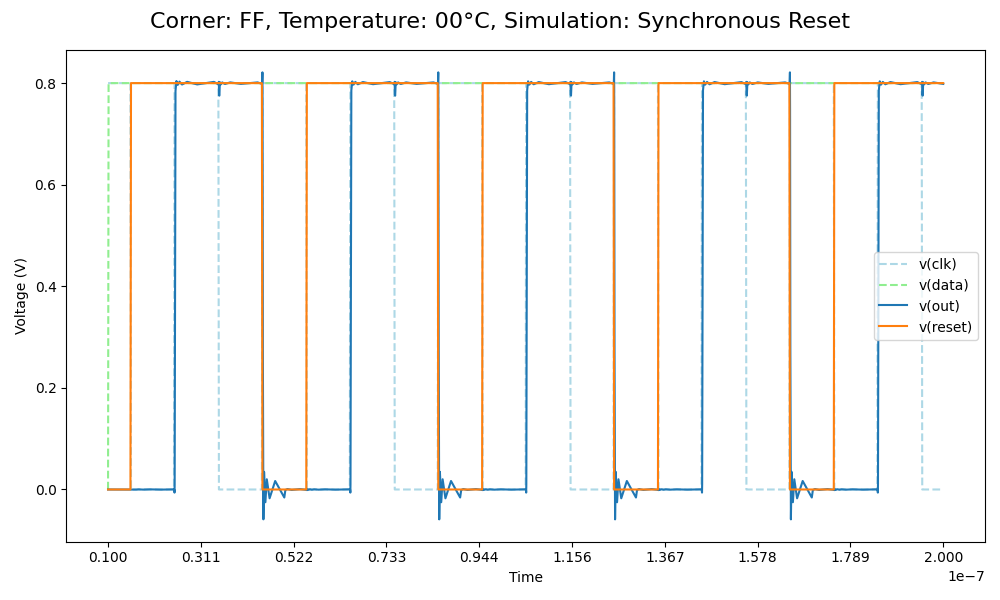 Corner: FF, Temperature: 00°C, Simulation: Synchronous Reset
Voltage (V)
0.8
0.6
0.4
0.2
0.0
v(clk)
v(data)
v(out)
v(reset)
0.100 0.311 0.522 0.733 0.944 1.156 1.367 1.578 1.789 2.000
Time
1e−7